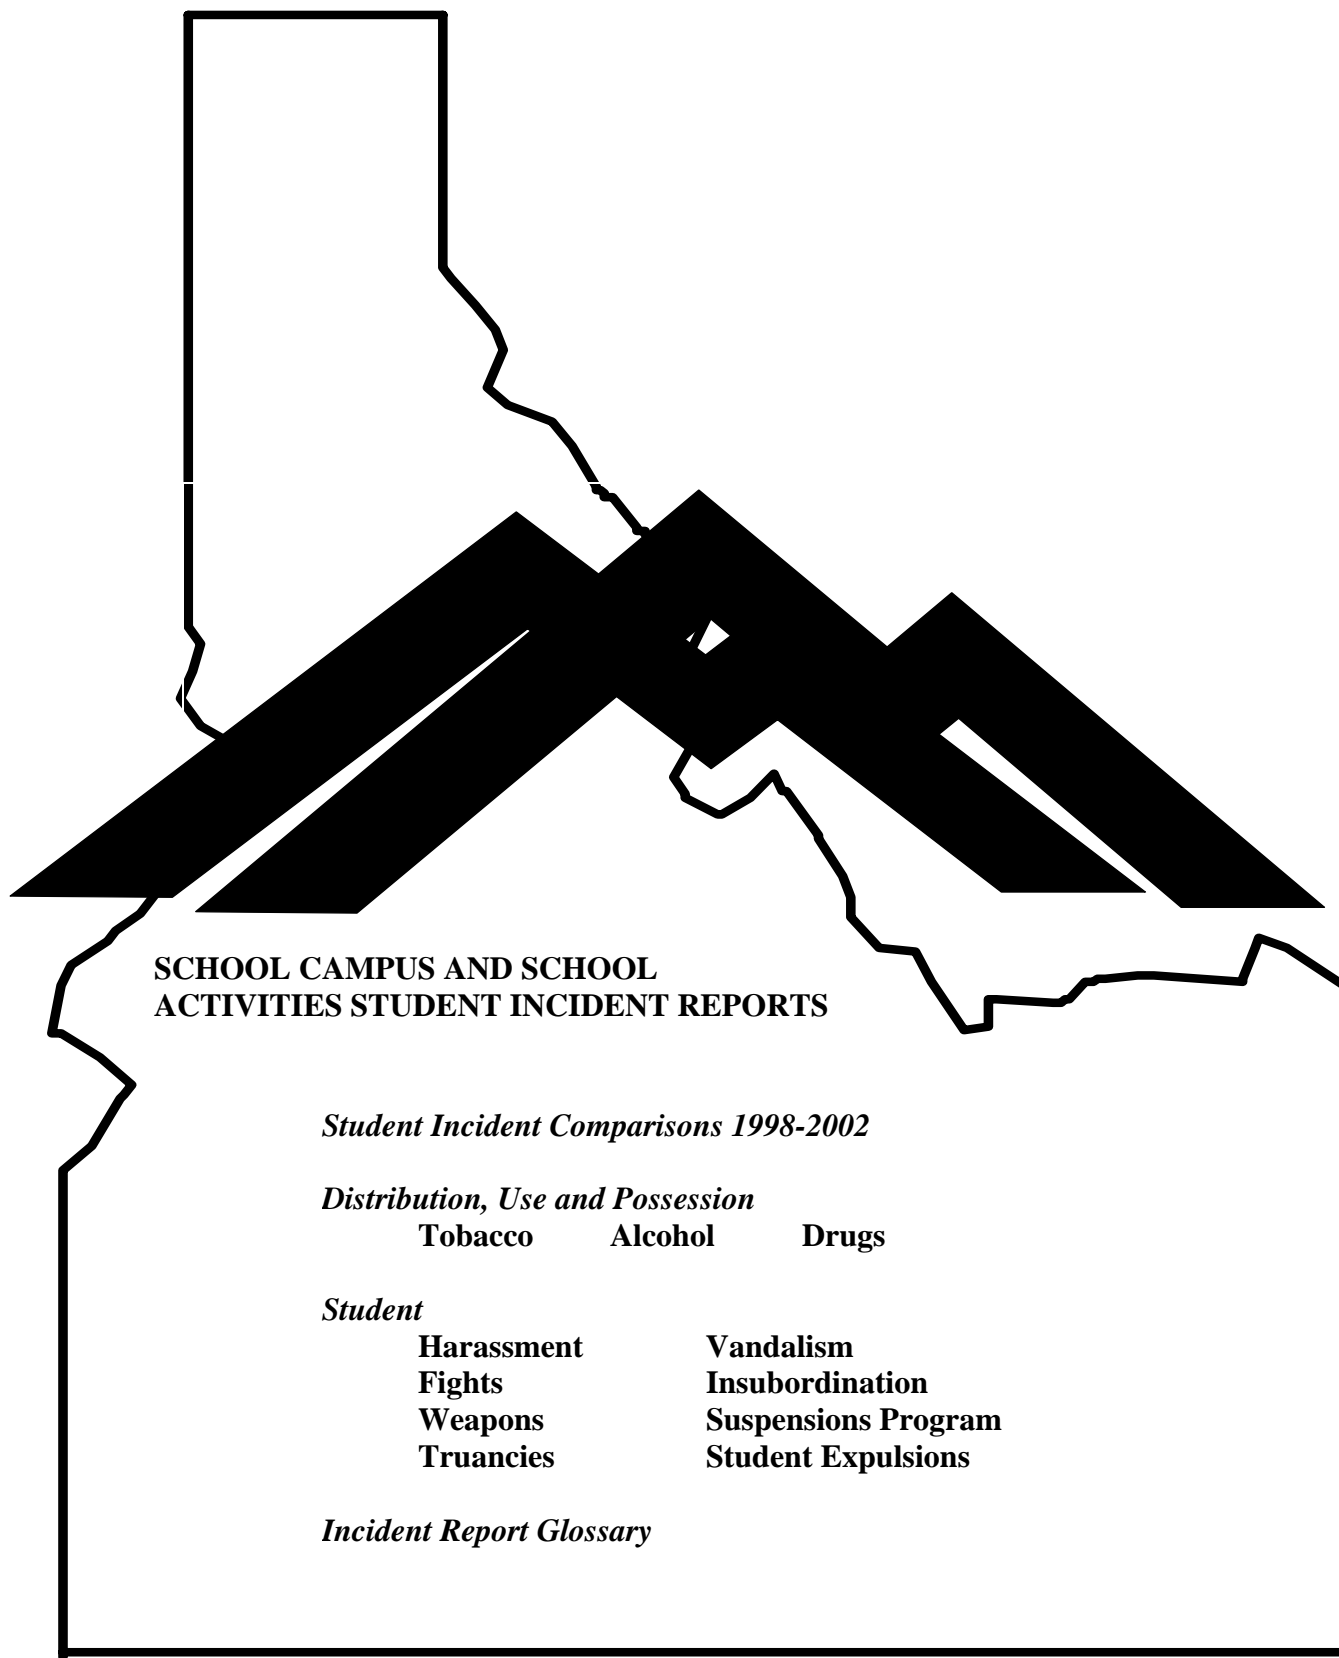 SCHOOL CAMPUS AND SCHOOL
ACTIVITIES STUDENT INCIDENT REPORTS
Student Incident Comparisons 1998-2002
Distribution, Use and Possession
Tobacco Alcohol Drugs
Student
Harassment Vandalism
Fights Insubordination
Weapons Suspensions Program
Truancies Student Expulsions
Incident Report Glossary